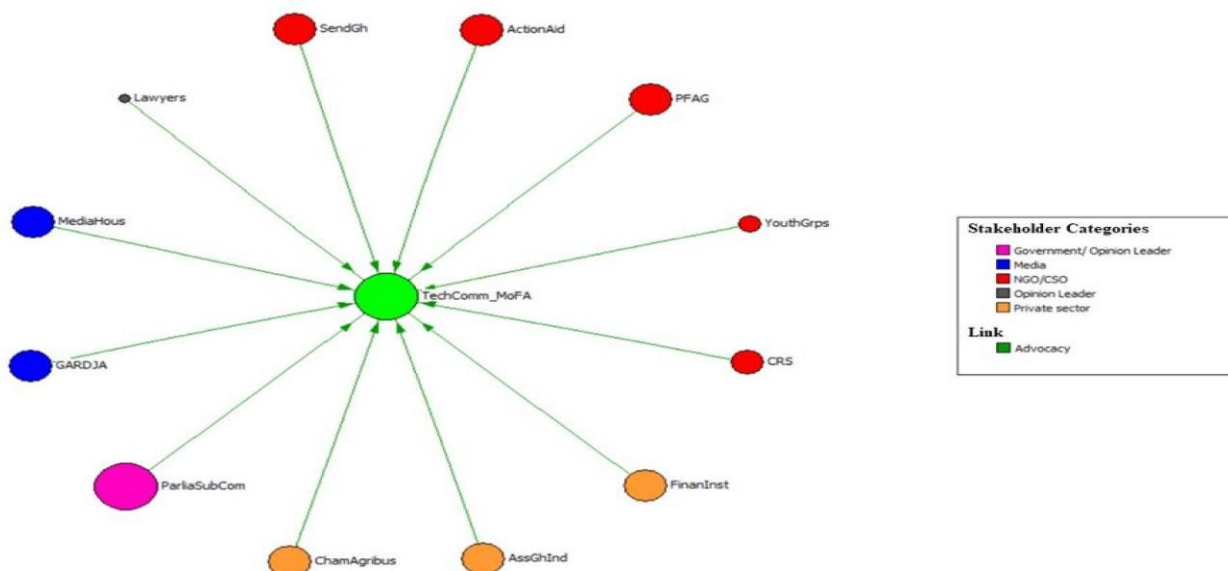 SendGh
ActionAid
Lawyers
PFAG
MediaHous
YouthGrps
TechComm_MoFA
GARDJA
CRS
ParliaSubCom
FinanInst
ChamAgribus
AssGhInd
Stakeholder Categories
Government/ Opinion Leader
Media
NGO/CSO
Opinion Leader
Private sector
Link
Advocacy